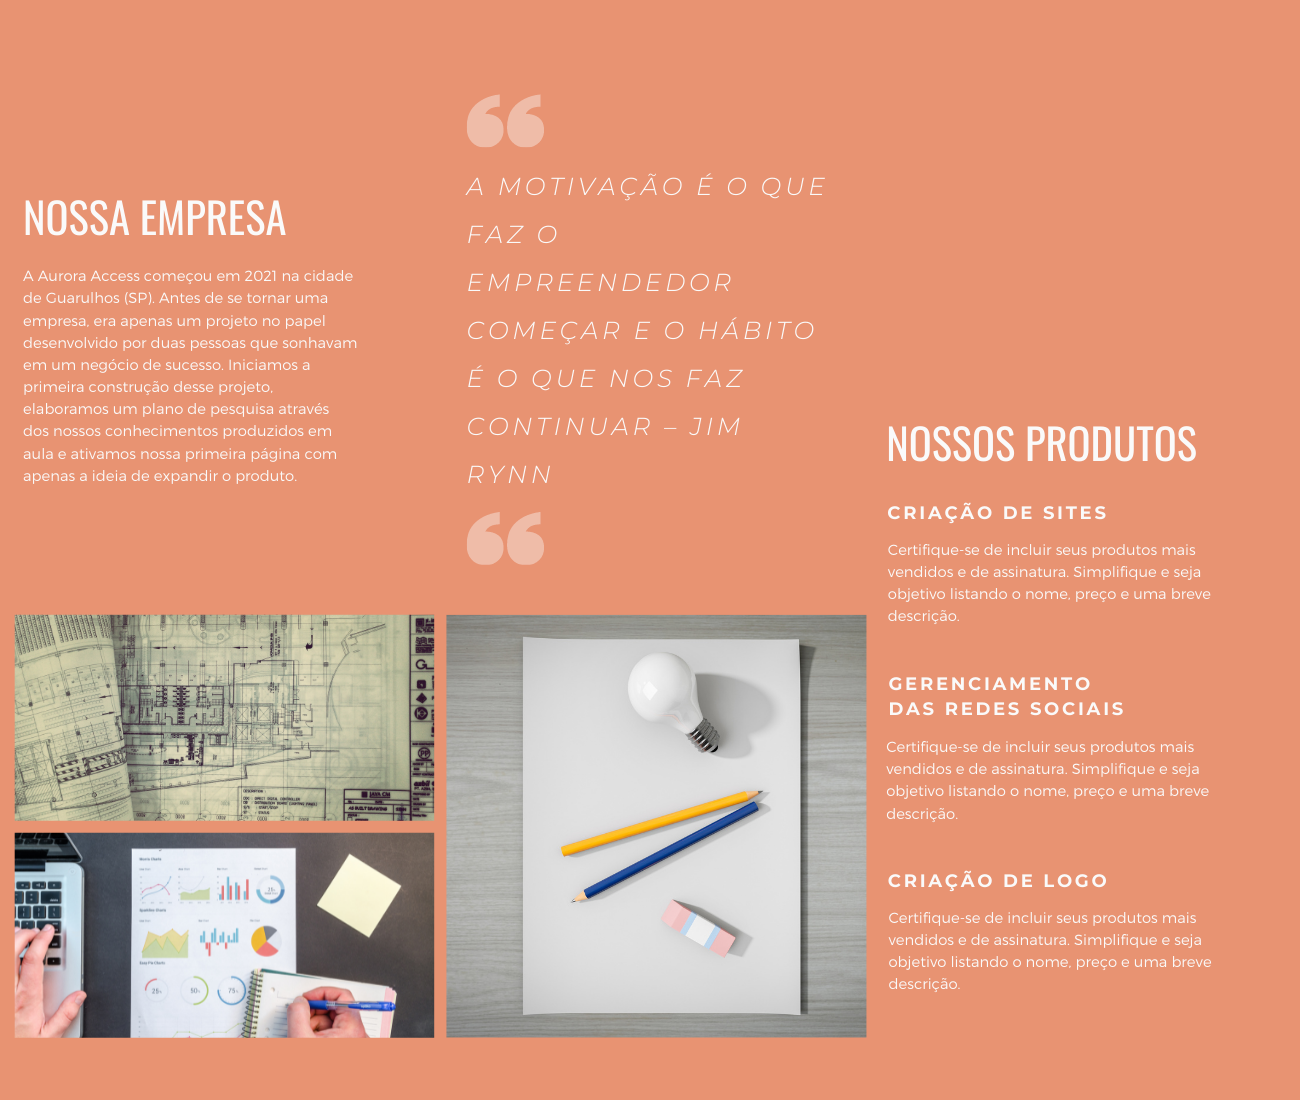 NOSSA EMPRESA
A Aurora Access começou em 2021 na cidade
de Guarulhos (SP). Antes de se tornar uma
empresa, era apenas um projeto no papel
desenvolvido por duas pessoas que sonhavam
em um negócio de sucesso. Iniciamos a
primeira construção desse projeto,
elaboramos um plano de pesquisa através
dos nossos conhecimentos produzidos em
aula e ativamos nossa primeira página com
apenas a ideia de expandir o produto.
“
A MOTIVAÇÃO É O QUE
FAZ O
EMPREENDEDOR
COMEÇAR E O HÁBITO
É O QUE NOS FAZ
CONTINUAR – JIM
RYNN
“
25%
50%
75%
NOSSOS PRODUTOS
CRIAÇÃO DE SITES
Certifique-se de incluir seus produtos mais
vendidos e de assinatura. Simplifique e seja
objetivo listando o nome, preço e uma breve
descrição.
GERENCIAMENTO
DAS REDES SOCIAIS
Certifique-se de incluir seus produtos mais
vendidos e de assinatura. Simplifique e seja
objetivo listando o nome, preço e uma breve
descrição.
CRIAÇÃO DE LOGO
Certifique-se de incluir seus produtos mais
vendidos e de assinatura. Simplifique e seja
objetivo listando o nome, preço e uma breve
descrição.